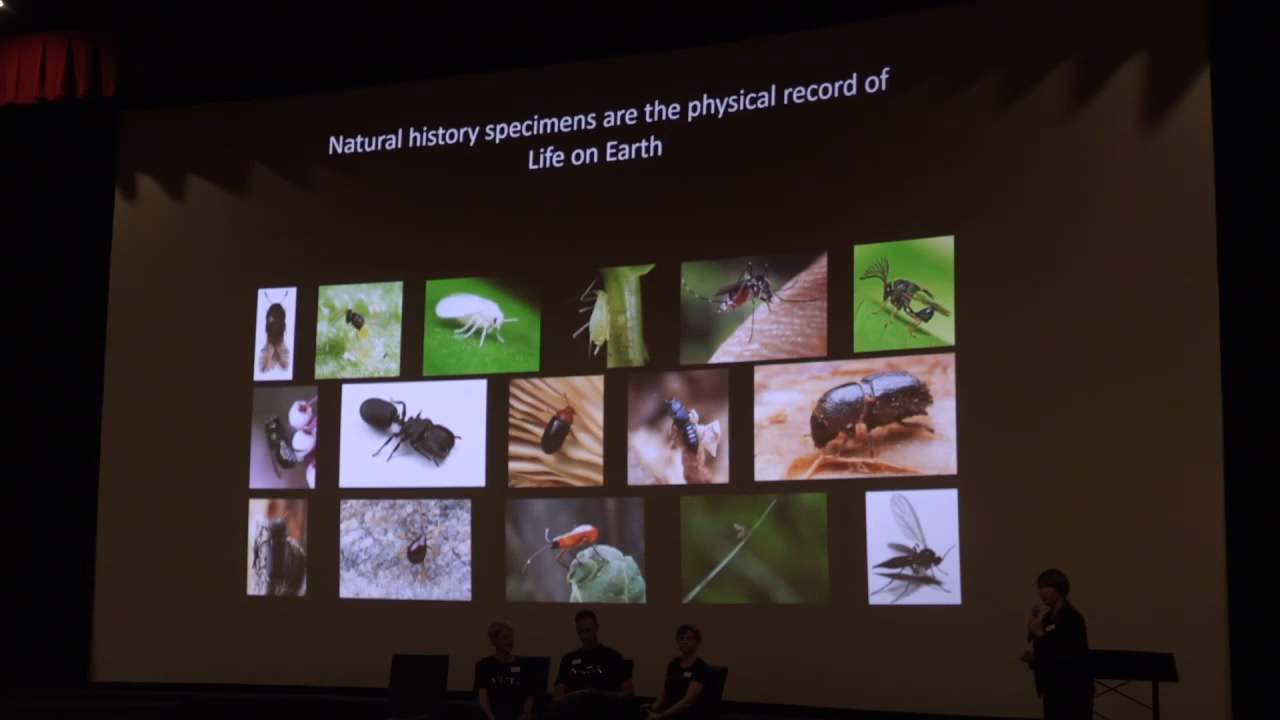 Natural history specimens are the physical record of
Life on Earth